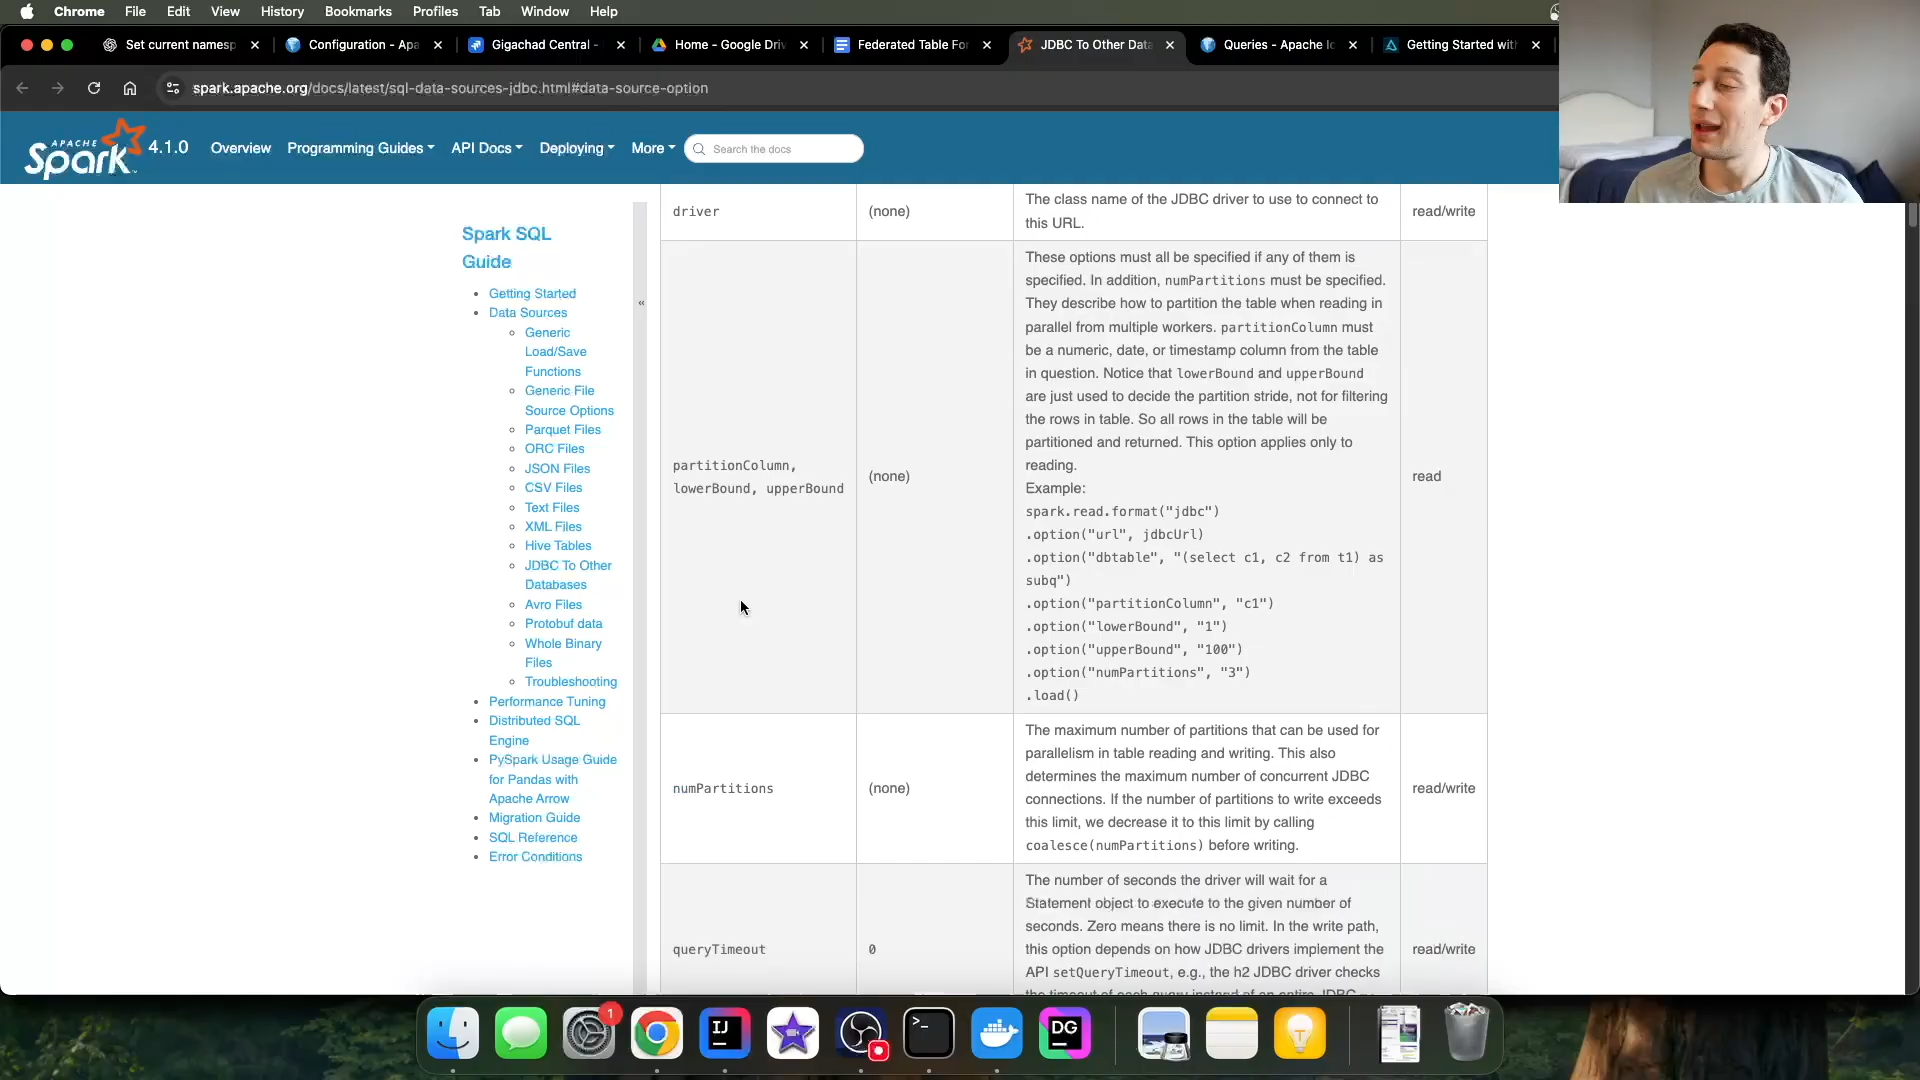 Chrome File Edit View History Bookmarks Profiles Tab Window Help
Set current namesp
Configuration - Apa
Gigachad Central -
Home - Google Driv
Federated Table For
JDBC To Other Data
Queries - Apache Ic
Getting Started with
spark.apache.org/docs/latest/sql-data-sources-jdbc.html#data-source-option
APACHE Spark 4.1.0 Overview Programming Guides API Docs Deploying More Search the docs
Spark SQL
Guide
Getting Started
Data Sources
Generic
Load/Save
Functions
Generic File
Source Options
Parquet Files
ORC Files
JSON Files
CSV Files
Text Files
XML Files
Hive Tables
JDBC To Other
Databases
Avro Files
Protobuf data
Whole Binary
Files
Troubleshooting
Performance Tuning
Distributed SQL
Engine
PySpark Usage Guide
for Pandas with
Apache Arrow
Migration Guide
SQL Reference
Error Conditions
«
driver
(none)
The class name of the JDBC driver to use to connect to
this URL.
read/write
partitionColumn,
lowerBound, upperBound
(none)
These options must all be specified if any of them is
specified. In addition, numPartitions must be specified.
They describe how to partition the table when reading in
parallel from multiple workers. partitionColumn must
be a numeric, date, or timestamp column from the table
in question. Notice that lowerBound and upperBound
are just used to decide the partition stride, not for filtering
the rows in table. So all rows in the table will be
partitioned and returned. This option applies only to
reading.
Example:
spark.read.format("jdbc")
.option("url", jdbcUrl)
.option("dbtable", "(select c1, c2 from t1) as
subq")
.option("partitionColumn", "c1")
.option("lowerBound", "1")
.option("upperBound", "100")
.option("numPartitions", "3")
.load()
read
numPartitions
(none)
The maximum number of partitions that can be used for
parallelism in table reading and writing. This also
determines the maximum number of concurrent JDBC
connections. If the number of partitions to write exceeds
this limit, we decrease it to this limit by calling
coalesce(numPartitions) before writing.
read/write
queryTimeout
0
The number of seconds the driver will wait for a
Statement object to execute to the given number of
seconds. Zero means there is no limit. In the write path,
this option depends on how JDBC drivers implement the
API setQueryTimeout, e.g., the h2 JDBC driver checks
the timeout of each query instead of an entire JDBC
read/write
1
IJ
>_
DG